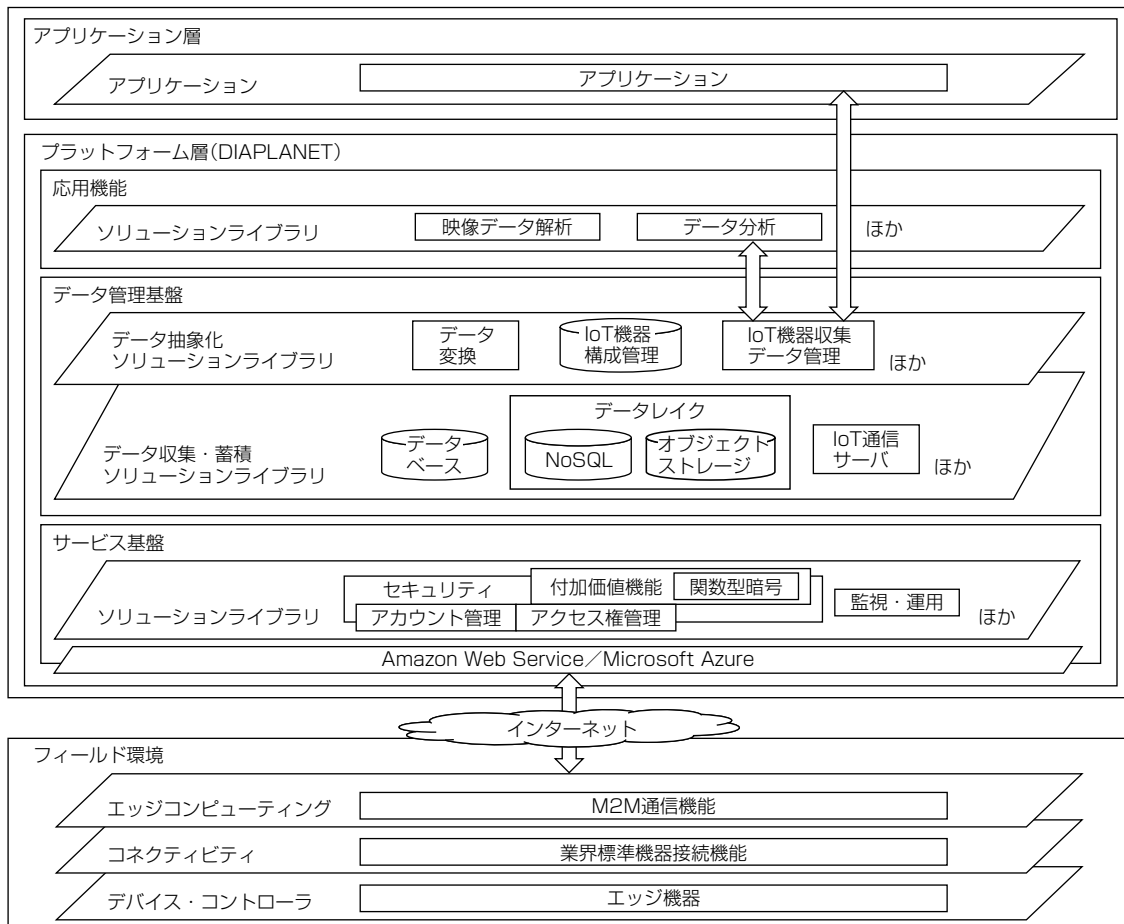 アプリケーション層
アプリケーション
アプリケーション
プラットフォーム層(DIAPLANET)
応用機能
ソリューションライブラリ
映像データ解析
データ分析
ほか
データ管理基盤
データ抽象化
ソリューションライブラリ
データ
変換
IoT機器
構成管理
IoT機器収集
データ管理
ほか
データ収集・蓄積
ソリューションライブラリ
データ
ベース
データレイク
NoSQL
オブジェクト
ストレージ
IoT通信
サーバ
ほか
サービス基盤
ソリューションライブラリ
セキュリティ
付加価値機能
関数型暗号
アカウント管理
アクセス権管理
監視・運用
ほか
Amazon Web Service／Microsoft Azure
インターネット
フィールド環境
エッジコンピューティング
M2M通信機能
コネクティビティ
業界標準機器接続機能
デバイス・コントローラ
エッジ機器